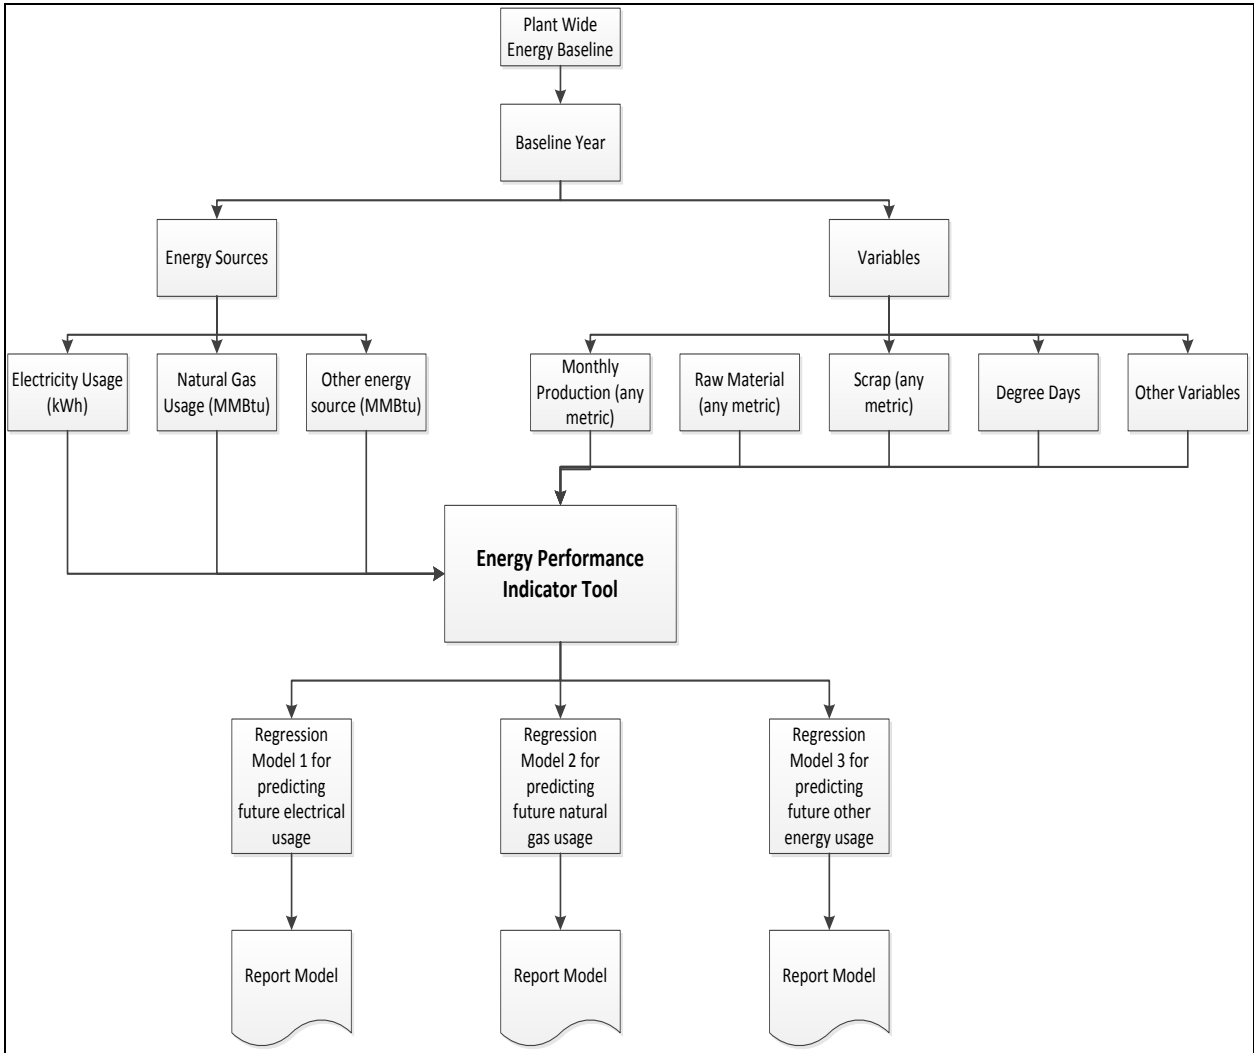 Plant Wide
Energy Baseline
Baseline Year
Energy Sources
Variables
Electricity Usage
(kWh)
Natural Gas
Usage (MMBtu)
Other energy
source (MMBtu)
Monthly
Production (any
metric)
Raw Material
(any metric)
Scrap (any
metric)
Degree Days
Other Variables
Energy Performance
Indicator Tool
Regression
Model 1 for
predicting
future electrical
usage
Regression
Model 2 for
predicting
future natural
gas usage
Regression
Model 3 for
predicting
future other
energy usage
Report Model
Report Model
Report Model